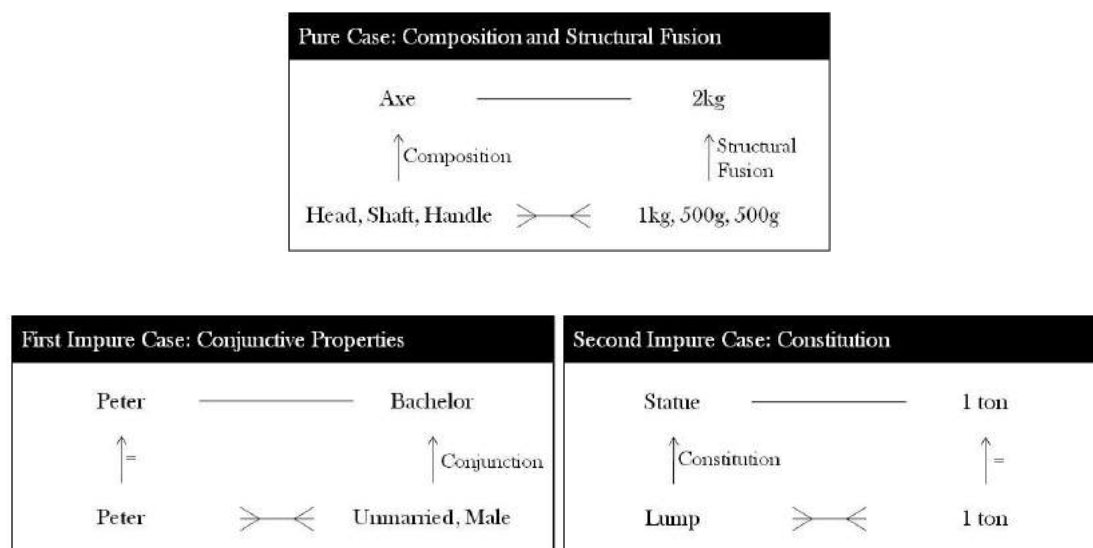 Pure Case: Composition and Structural Fusion
Axe 2kg
Composition Structural
Fusion
Head, Shaft, Handle 1kg, 500g, 500g
First Impure Case: Conjunctive Properties
Peter Bachelor
= Conjunction
Peter Unmarried, Male
Second Impure Case: Constitution
Statue 1 ton
Constitution =
Lump 1 ton